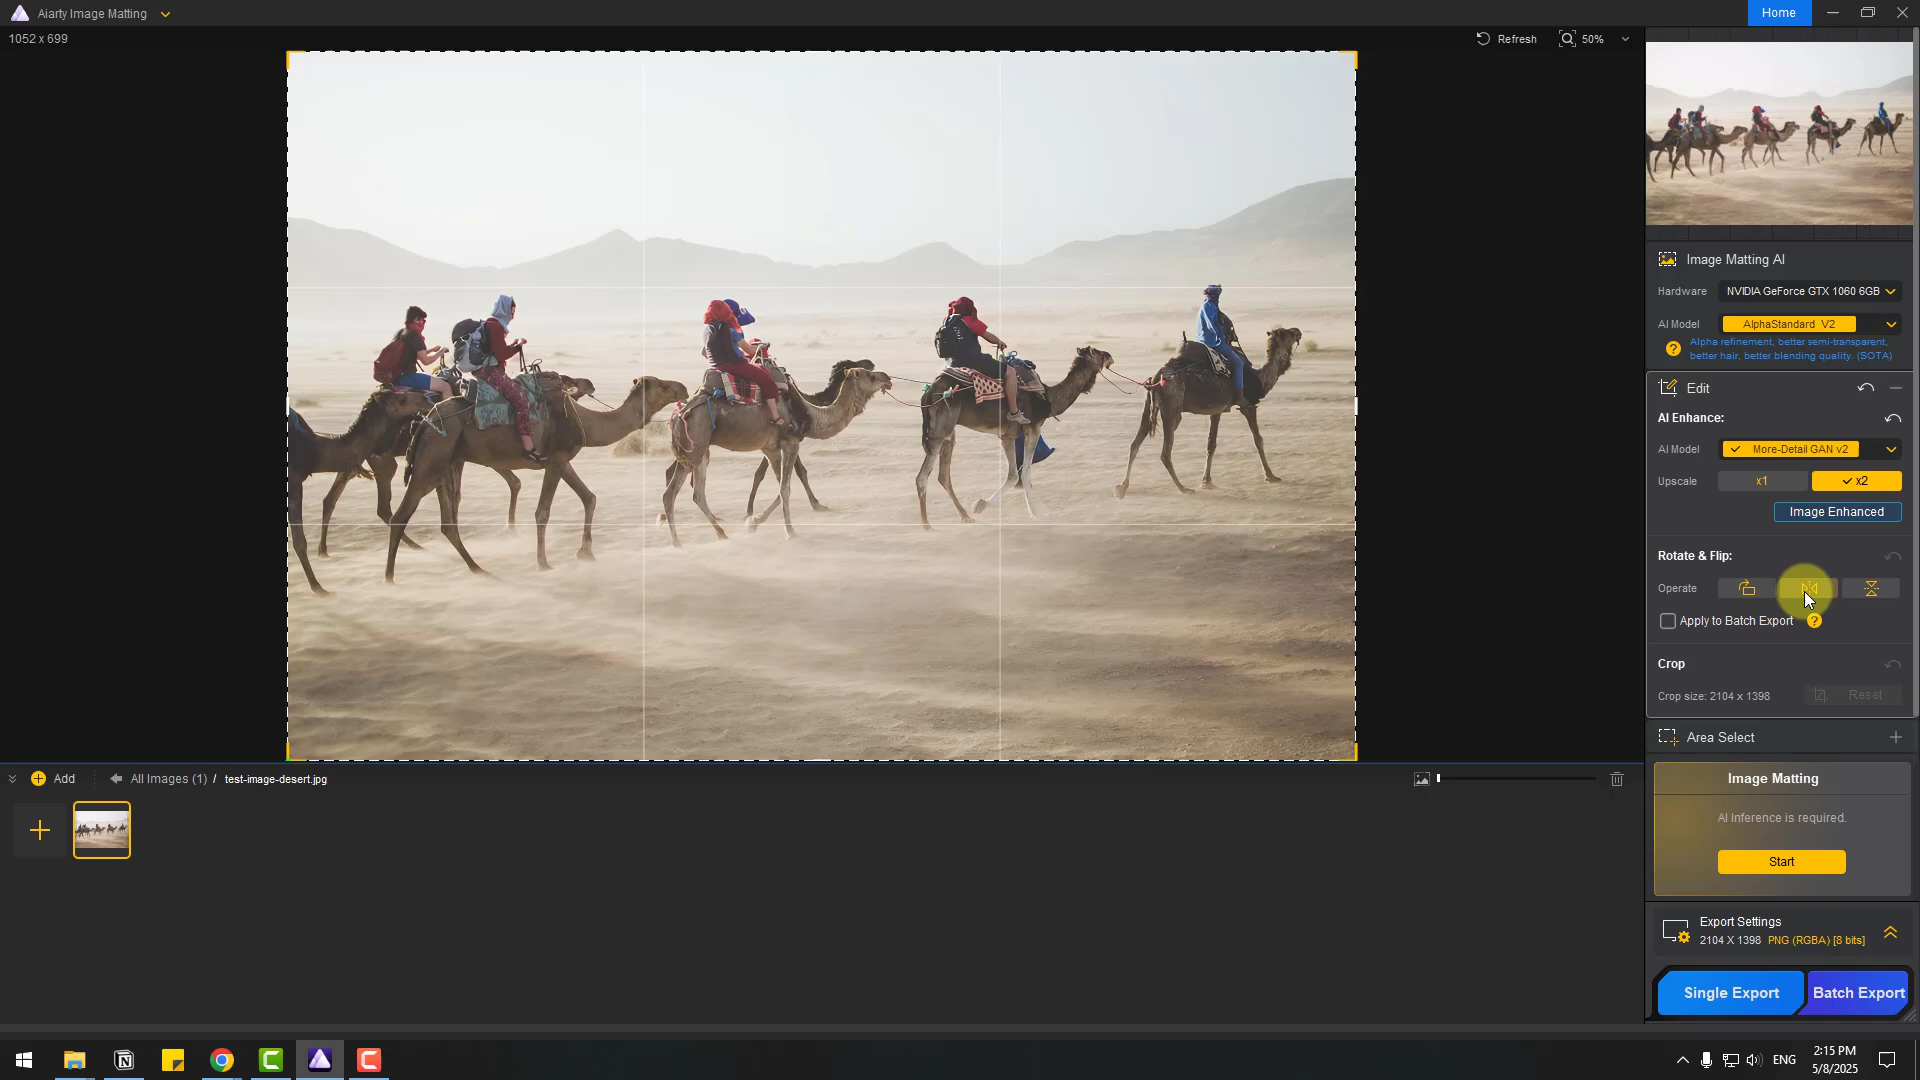 Aiarty Image Matting
Home
1052 x 699
Refresh
50%
Image Matting AI
Hardware
NVIDIA GeForce GTX 1060 6GB
AI Model
AlphaStandard V2
?
Alpha refinement, better semi-transparent,
better hair, better blending quality. (SOTA)
Edit
AI Enhance:
AI Model
More-Detail GAN v2
Upscale
x1
x2
Image Enhanced
Rotate & Flip:
Operate
Apply to Batch Export
?
Crop
Crop size: 2104 x 1398
Reset
Area Select
Add
All Images (1) / test-image-desert.jpg
Image Matting
AI Inference is required.
Start
Export Settings
2104 X 1398 PNG (RGBA) [8 bits]
Single Export
Batch Export
ENG
2:15 PM
5/8/2025